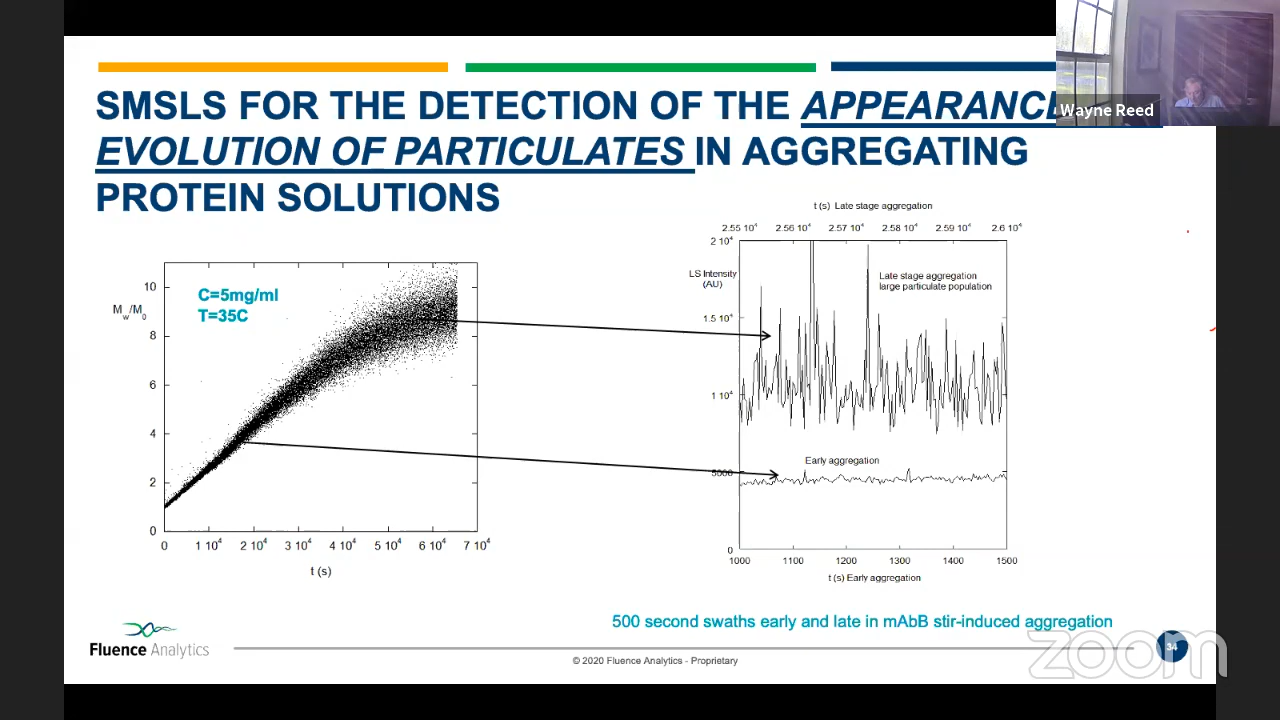 Wayne Reed
SMSLS FOR THE DETECTION OF THE APPEARANCE
EVOLUTION OF PARTICULATES IN AGGREGATING
PROTEIN SOLUTIONS
C=5mg/ml
T=35C
Mw/M0
10
8
6
4
2
0
0 1 10⁴ 2 10⁴ 3 10⁴ 4 10⁴ 5 10⁴ 6 10⁴ 7 10⁴
t (s)
t (s) Late stage aggregation
2.55 10⁴ 2.56 10⁴ 2.57 10⁴ 2.58 10⁴ 2.59 10⁴ 2.6 10⁴
2 10⁴
LS Intensity
(AU)
Late stage aggregation
large particulate population
1.5 10⁴
1 10⁴
Early aggregation
5000
0
1000 1100 1200 1300 1400 1500
t (s) Early aggregation
500 second swaths early and late in mAbB stir-induced aggregation
Fluence Analytics
© 2020 Fluence Analytics - Proprietary
34
zoom